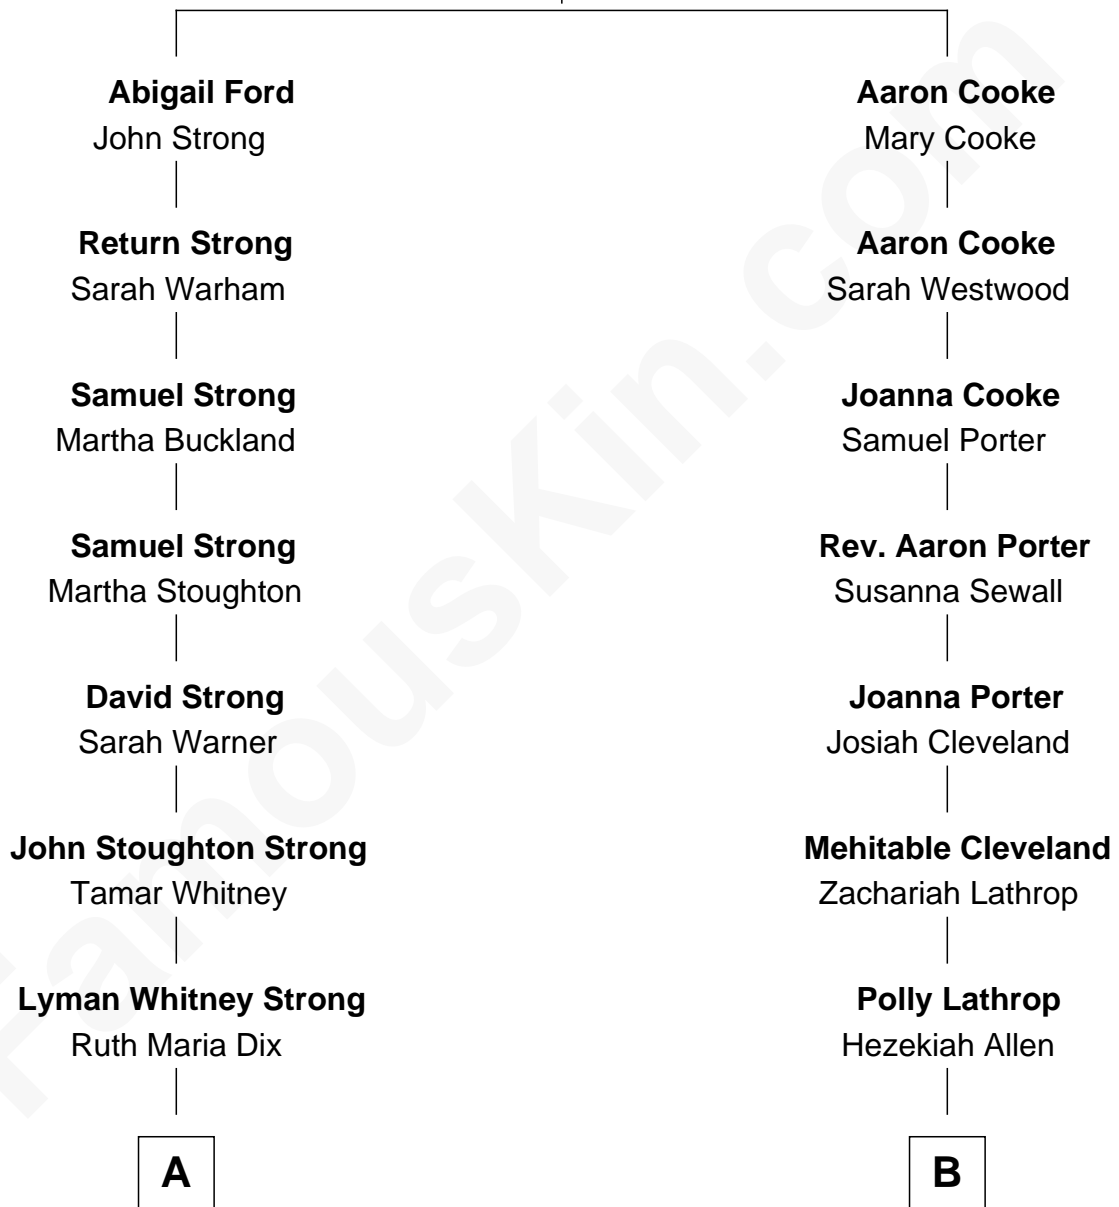 Abigail Ford
John Strong
Return Strong
Sarah Warham
Samuel Strong
Martha Buckland
Samuel Strong
Martha Stoughton
David Strong
Sarah Warner
John Stoughton Strong
Tamar Whitney
Lyman Whitney Strong
Ruth Maria Dix
A
Aaron Cooke
Mary Cooke
Aaron Cooke
Sarah Westwood
Joanna Cooke
Samuel Porter
Rev. Aaron Porter
Susanna Sewall
Joanna Porter
Josiah Cleveland
Mehitable Cleveland
Zachariah Lathrop
Polly Lathrop
Hezekiah Allen
B
FamousKin.com